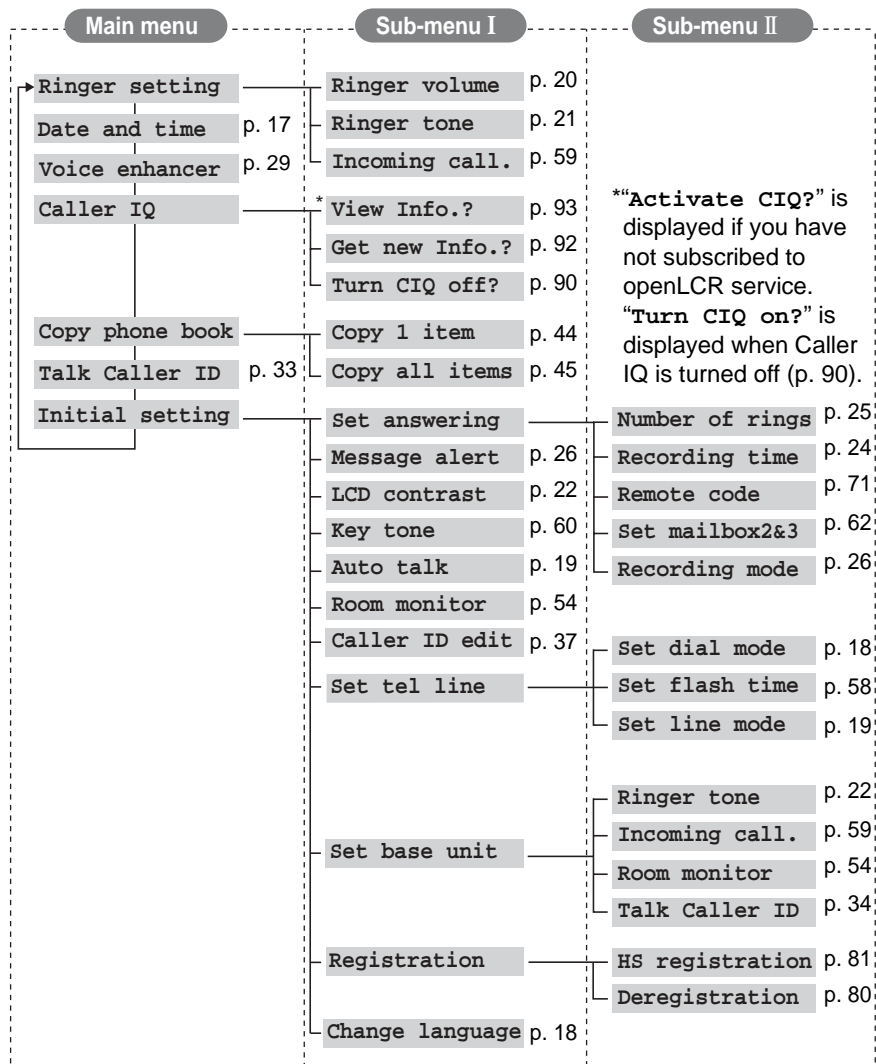 Main menu
Sub-menu I
Sub-menu II
Ringer setting
Ringer volume p. 20
Ringer tone p. 21
Incoming call. p. 59
Date and time p. 17
Voice enhancer p. 29
Caller IQ
* View Info.? p. 93
Get new Info.? p. 92
Turn CIQ off? p. 90
*“Activate CIQ?” is
displayed if you have
not subscribed to
openLCR service.
“Turn CIQ on?” is
displayed when Caller
IQ is turned off (p. 90).
Copy phone book
Copy 1 item p. 44
Copy all items p. 45
Talk Caller ID p. 33
Initial setting
Set answering
Number of rings p. 25
Recording time p. 24
Remote code p. 71
Set mailbox2&3 p. 62
Recording mode p. 26
Message alert p. 26
LCD contrast p. 22
Key tone p. 60
Auto talk p. 19
Room monitor p. 54
Caller ID edit p. 37
Set tel line
Set dial mode p. 18
Set flash time p. 58
Set line mode p. 19
Set base unit
Ringer tone p. 22
Incoming call. p. 59
Room monitor p. 54
Talk Caller ID p. 34
Registration
HS registration p. 81
Deregistration p. 80
Change language p. 18